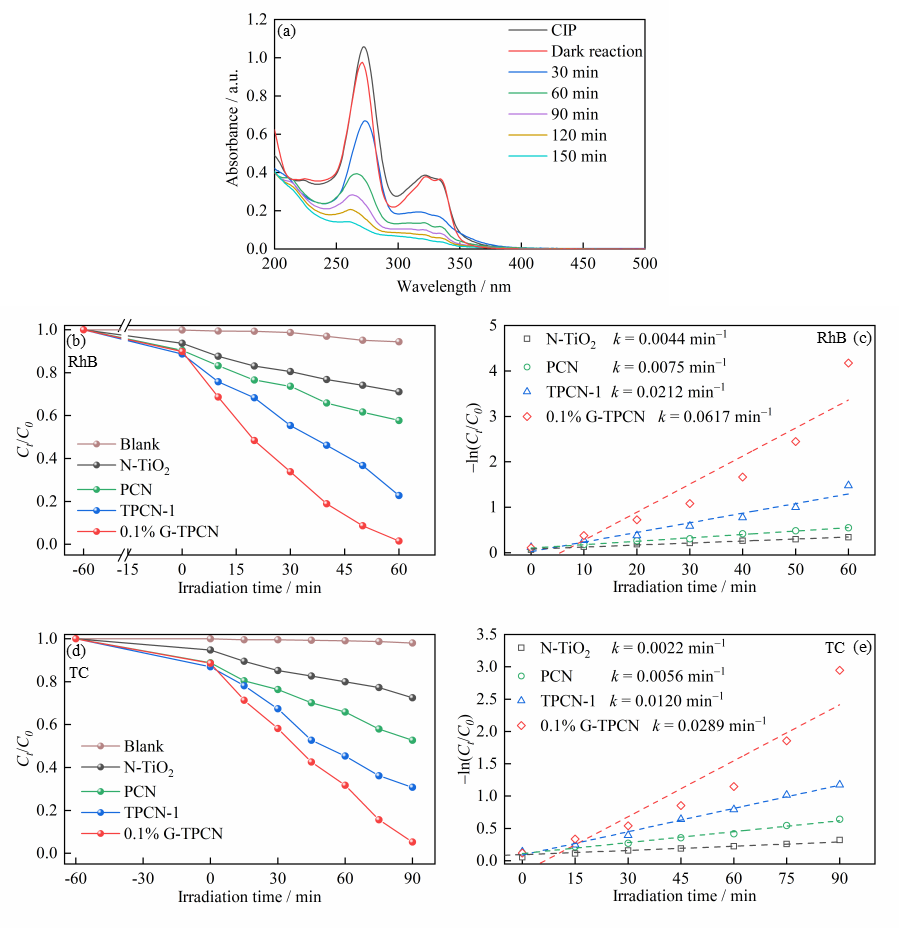 (a)
1.2
1.0
0.8
0.6
0.4
0.2
0.0
Absorbance / a.u.
CIP
Dark reaction
30 min
60 min
90 min
120 min
150 min
200 250 300 350 400 450 500
Wavelength / nm
(b)
RhB
1.0
0.8
0.6
0.4
0.2
0.0
Cₜ/C₀
Blank
N-TiO₂
PCN
TPCN-1
0.1% G-TPCN
-60 -15 0 15 30 45 60
Irradiation time / min
RhB (c)
5
4
3
2
1
0
−ln(Cₜ/C₀)
N-TiO₂ k = 0.0044 min⁻¹
PCN k = 0.0075 min⁻¹
TPCN-1 k = 0.0212 min⁻¹
0.1% G-TPCN k = 0.0617 min⁻¹
0 10 20 30 40 50 60
Irradiation time / min
(d)
TC
1.0
0.8
0.6
0.4
0.2
0.0
Cₜ/C₀
Blank
N-TiO₂
PCN
TPCN-1
0.1% G-TPCN
-60 -30 0 30 60 90
Irradiation time / min
TC (e)
3.5
3.0
2.5
2.0
1.5
1.0
0.5
0.0
−ln(Cₜ/C₀)
N-TiO₂ k = 0.0022 min⁻¹
PCN k = 0.0056 min⁻¹
TPCN-1 k = 0.0120 min⁻¹
0.1% G-TPCN k = 0.0289 min⁻¹
0 15 30 45 60 75 90
Irradiation time / min